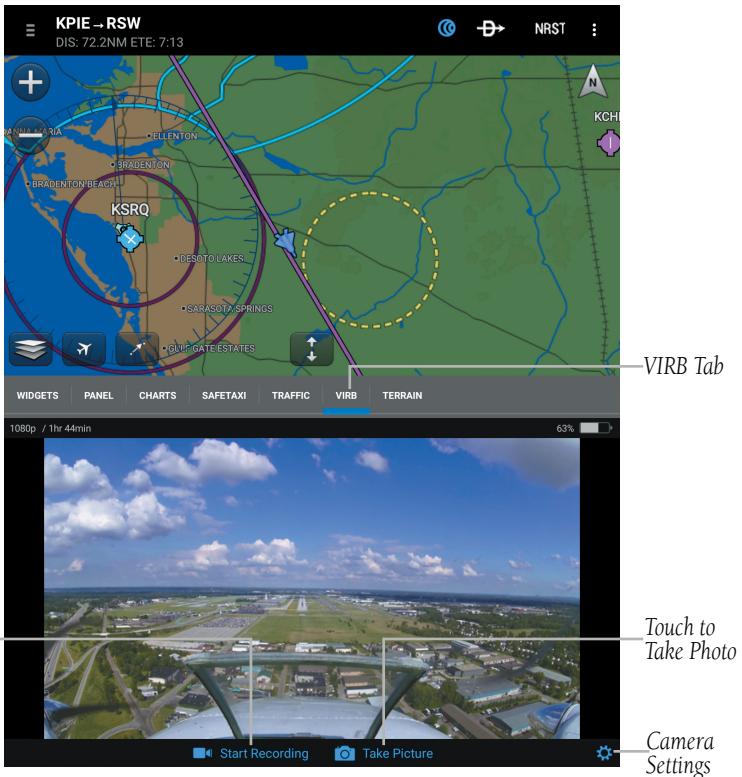 KPIE→RSW
DIS: 72.2NM ETE: 7:13
NRST
N
KCH
ANNA MARIA
ELLENTON
BRADENTON
BRADENTON BEACH
KSRQ
DESOTO LAKES
SARASOTA SPRINGS
GULF GATE ESTATES
VIRB Tab
WIDGETS PANEL CHARTS SAFETAXI TRAFFIC VIRB TERRAIN
1080p / 1hr 44min 63%
Touch to
Take Photo
Start Recording Take Picture
Camera
Settings